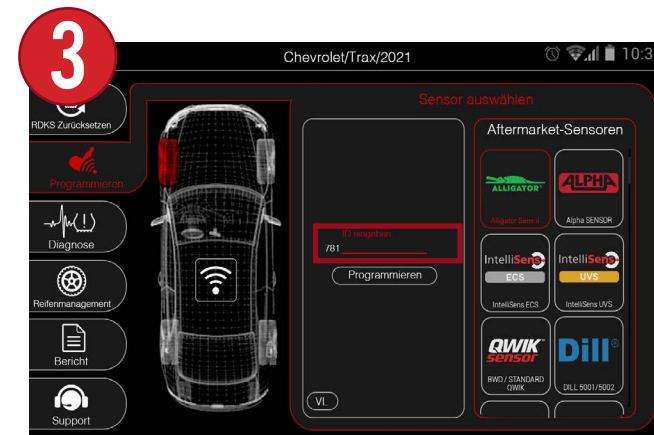 3
Chevrolet/Trax/2021
10:3
RDKS Zurücksetzen
Programmieren
Diagnose
Reifenmanagement
Bericht
Support
Sensor auswählen
ID eingeben
781
Programmieren
VL
Aftermarket-Sensoren
ALLIGATOR
Alligator Sens.it
ALPHA
Alpha SENSOR
IntelliSens
ECS
IntelliSens ECS
IntelliSens
UVS
IntelliSens UVS
QWIK
sensor
BWD / STANDARD
QWIK
Dill®
DILL 5001/5002